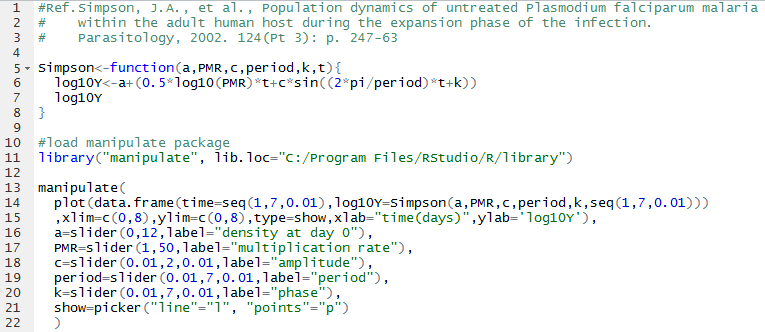 1 #Ref.Simpson, J.A., et al., Population dynamics of untreated Plasmodium falciparum malaria
2 #    within the adult human host during the expansion phase of the infection.
3 #    Parasitology, 2002. 124(Pt 3): p. 247-63
4
5 Simpson<-function(a,PMR,c,period,k,t){
6   log10Y<-a+(0.5*log10(PMR)*t+c*sin((2*pi/period)*t+k))
7   log10Y
8 }
9
10 #load manipulate package
11 library("manipulate", lib.loc="C:/Program Files/RStudio/R/library")
12
13 manipulate(
14   plot(data.frame(time=seq(1,7,0.01),log10Y=Simpson(a,PMR,c,period,k,seq(1,7,0.01)))
15   ,xlim=c(0,8),ylim=c(0,8),type=show,xlab="time(days)",ylab='log10Y'),
16   a=slider(0,12,label="density at day 0"),
17   PMR=slider(1,50,label="multiplication rate"),
18   c=slider(0.01,2,0.01,label="amplitude"),
19   period=slider(0.01,7,0.01,label="period"),
20   k=slider(0.01,7,0.01,label="phase"),
21   show=picker("line"="l", "points"="p")
22   )